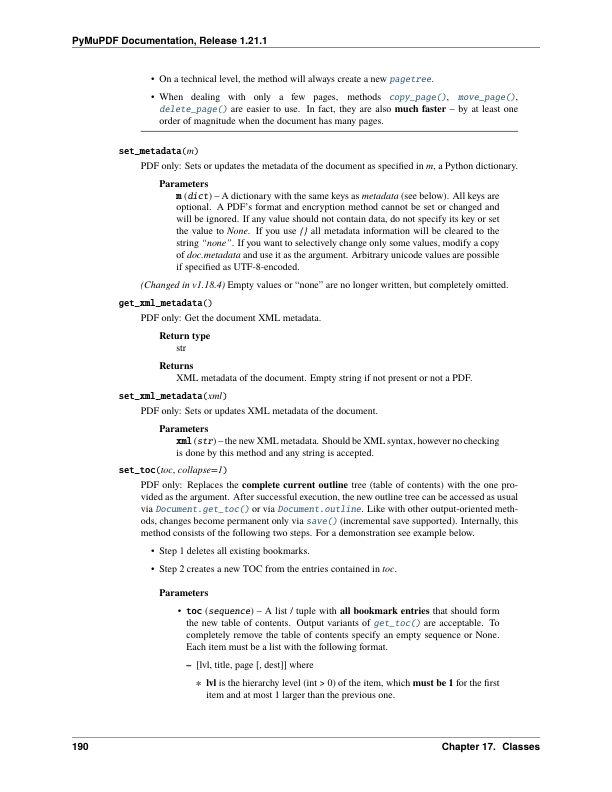 PyMuPDF Documentation, Release 1.21.1
• On a technical level, the method will always create a new pagetree.
• When dealing with only a few pages, methods copy_page(), move_page(),
delete_page() are easier to use. In fact, they are also much faster – by at least one
order of magnitude when the document has many pages.
set_metadata(m)
PDF only: Sets or updates the metadata of the document as specified in m, a Python dictionary.
Parameters
m (dict) – A dictionary with the same keys as metadata (see below). All keys are
optional. A PDF's format and encryption method cannot be set or changed and
will be ignored. If any value should not contain data, do not specify its key or set
the value to None. If you use {} all metadata information will be cleared to the
string “none”. If you want to selectively change only some values, modify a copy
of doc.metadata and use it as the argument. Arbitrary unicode values are possible
if specified as UTF-8-encoded.
(Changed in v1.18.4) Empty values or “none” are no longer written, but completely omitted.
get_xml_metadata()
PDF only: Get the document XML metadata.
Return type
str
Returns
XML metadata of the document. Empty string if not present or not a PDF.
set_xml_metadata(xml)
PDF only: Sets or updates XML metadata of the document.
Parameters
xml (str) – the new XML metadata. Should be XML syntax, however no checking
is done by this method and any string is accepted.
set_toc(toc, collapse=1)
PDF only: Replaces the complete current outline tree (table of contents) with the one pro-
vided as the argument. After successful execution, the new outline tree can be accessed as usual
via Document.get_toc() or via Document.outline. Like with other output-oriented meth-
ods, changes become permanent only via save() (incremental save supported). Internally, this
method consists of the following two steps. For a demonstration see example below.
• Step 1 deletes all existing bookmarks.
• Step 2 creates a new TOC from the entries contained in toc.
Parameters
• toc (sequence) – A list / tuple with all bookmark entries that should form
the new table of contents. Output variants of get_toc() are acceptable. To
completely remove the table of contents specify an empty sequence or None.
Each item must be a list with the following format.
– [lvl, title, page [, dest]] where
∗ lvl is the hierarchy level (int > 0) of the item, which must be 1 for the first
item and at most 1 larger than the previous one.
190
Chapter 17. Classes